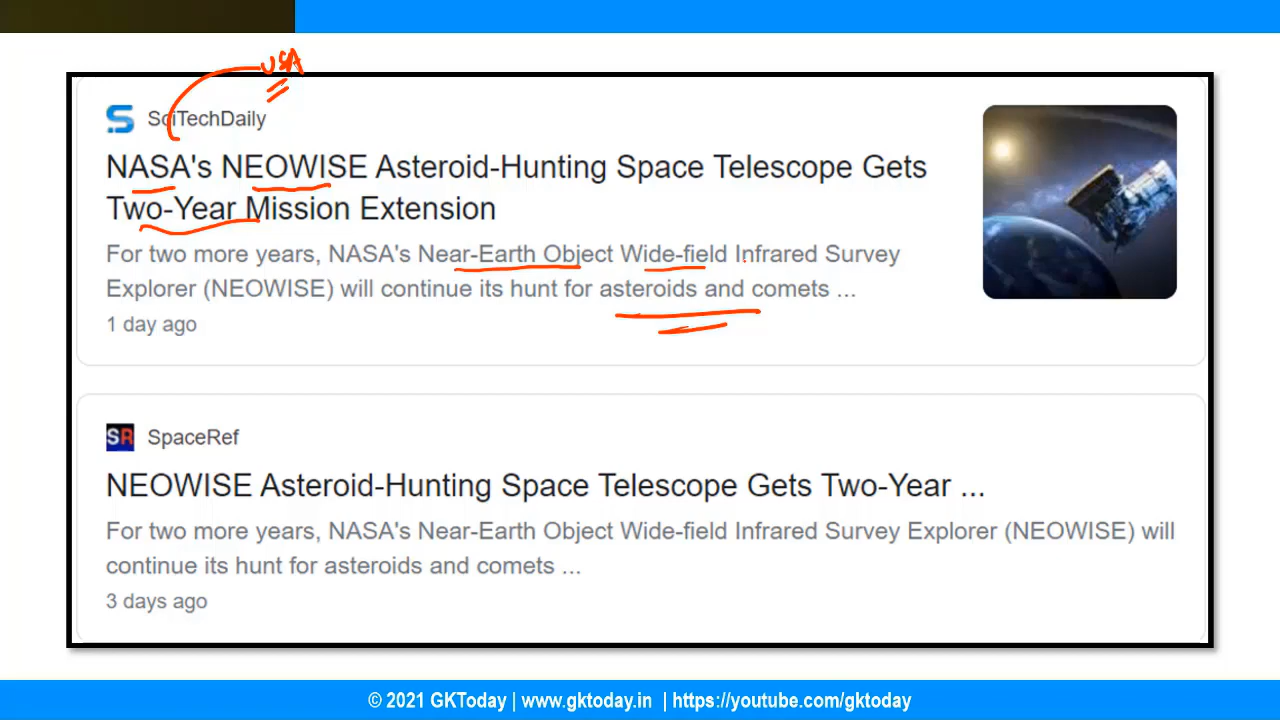 USA
SciTechDaily
NASA's NEOWISE Asteroid-Hunting Space Telescope Gets
Two-Year Mission Extension
For two more years, NASA's Near-Earth Object Wide-field Infrared Survey
Explorer (NEOWISE) will continue its hunt for asteroids and comets ...
1 day ago
SR SpaceRef
NEOWISE Asteroid-Hunting Space Telescope Gets Two-Year ...
For two more years, NASA's Near-Earth Object Wide-field Infrared Survey Explorer (NEOWISE) will
continue its hunt for asteroids and comets ...
3 days ago
© 2021 GKToday | www.gktoday.in | https://youtube.com/gktoday